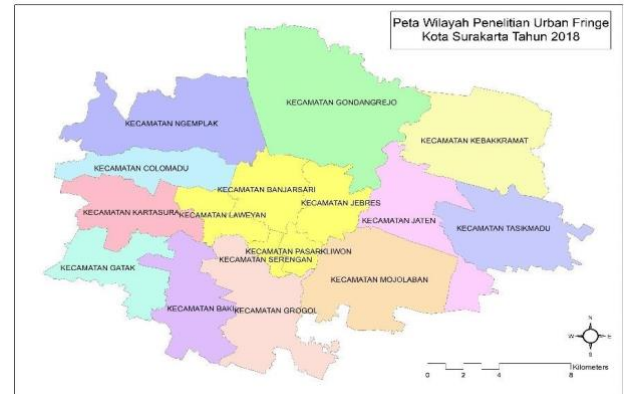 Peta Wilayah Penelitian Urban Fringe
Kota Surakarta Tahun 2018
KECAMATAN GONDANGREJO
KECAMATAN NGEMPLAK
KECAMATAN KEBAKKRAMAT
KECAMATAN COLOMADU
KECAMATAN BANJARSARI
KECAMATAN JEBRES
KECAMATAN KARTASURA
KECAMATAN LAWEYAN
KECAMATAN JATEN
KECAMATAN TASIKMADU
KECAMATAN PASAR KLIWON
KECAMATAN SERENGAN
KECAMATAN GATAK
KECAMATAN MOJOLABAN
KECAMATAN BAKI
KECAMATAN GROGOL
N
W E
S
Kilometers
0 2 4 8